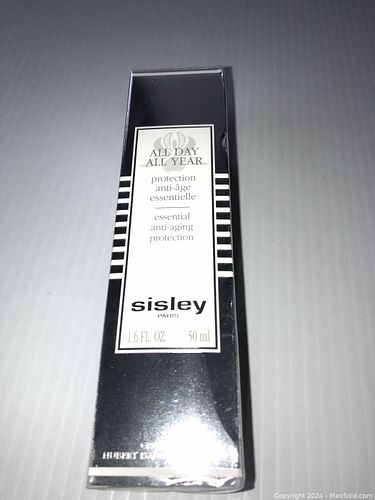 ALL DAY
ALL YEAR
protection
anti-âge
essentielle
essential
anti-aging
protection
sisley
PARIS
1.6 FL. OZ. 50 ml
HUBERT
Copyright 2024 - MaxSold.com